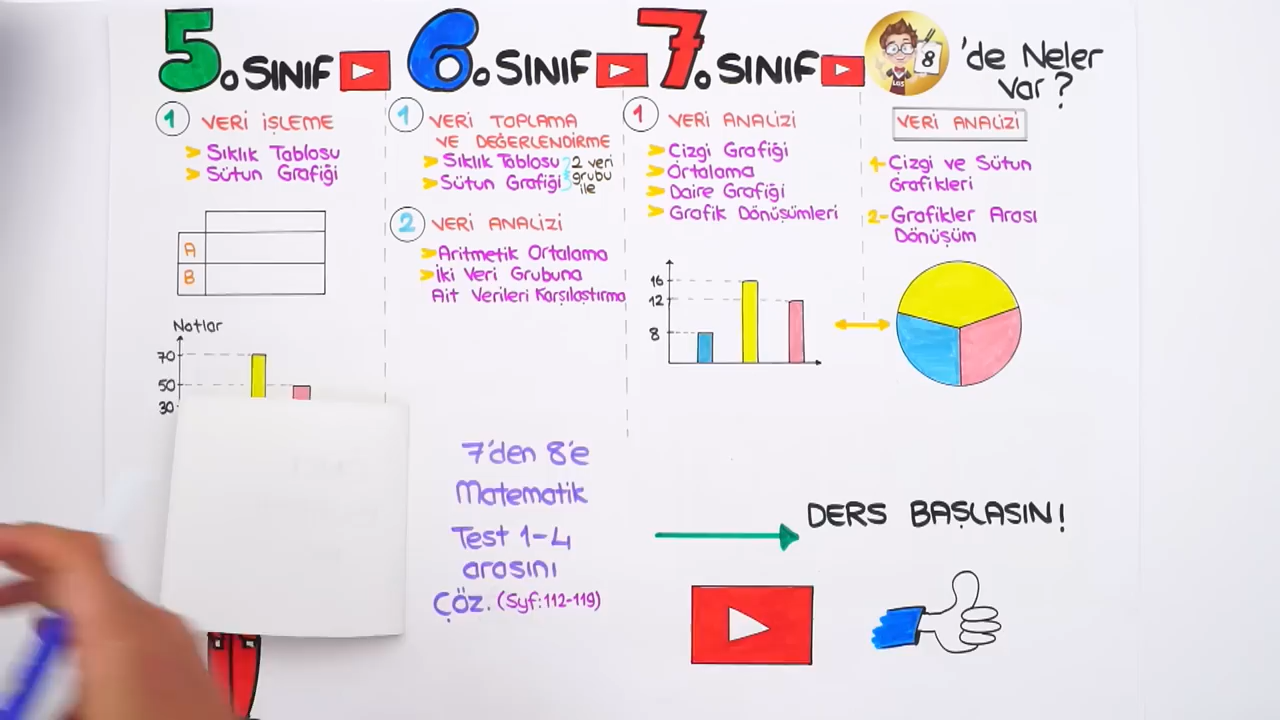 5. SINIF
1 VERİ İŞLEME
Sıklık Tablosu
Sütun Grafiği
A
B
Notlar
70
50
30
6. SINIF
1 VERİ TOPLAMA
VE DEĞERLENDİRME
Sıklık Tablosu
Sütun Grafiği
2 veri
grubu
ile
2 VERİ ANALİZİ
Aritmetik Ortalama
İki Veri Grubuna
Ait Verileri Karşılaştırma
7. SINIF
1 VERİ ANALİZİ
Çizgi Grafiği
Ortalama
Daire Grafiği
Grafik Dönüşümleri
16
12
8
8
LGS
'de Neler
Var?
VERİ ANALİZİ
1- Çizgi ve Sütun
Grafikleri
2- Grafikler Arası
Dönüşüm
7'den 8'e
Matematik
Test 1-4
arasını
ÇÖZ. (Syf:112-119)
DERS BAŞLASIN!